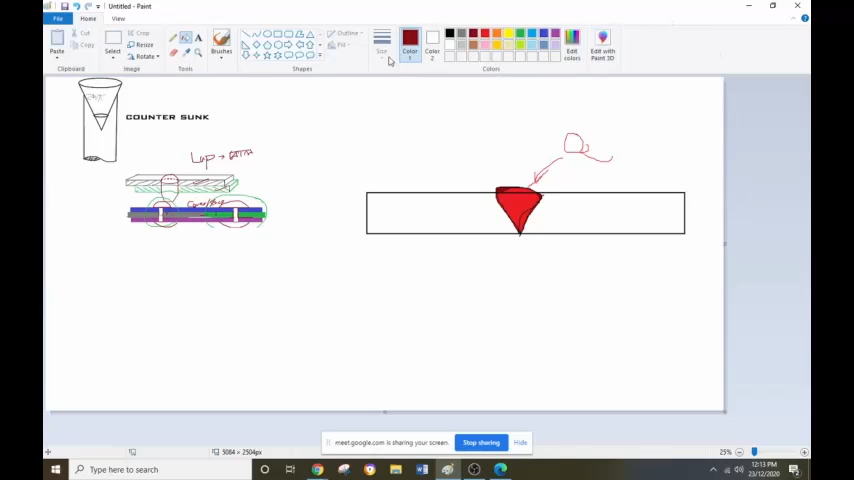 Untitled - Paint
File
Home
View
Paste
Cut
Copy
Clipboard
Select
Crop
Resize
Rotate
Image
Tools
Brushes
Shapes
Outline
Fill
Size
Color 1
Color 2
Colors
Edit colors
Edit with Paint 3D
COUNTER SUNK
Lap →
meet.google.com is sharing your screen.
Stop sharing
Hide
5084 × 2504px
25%
Type here to search
12:13 PM
23/12/2020